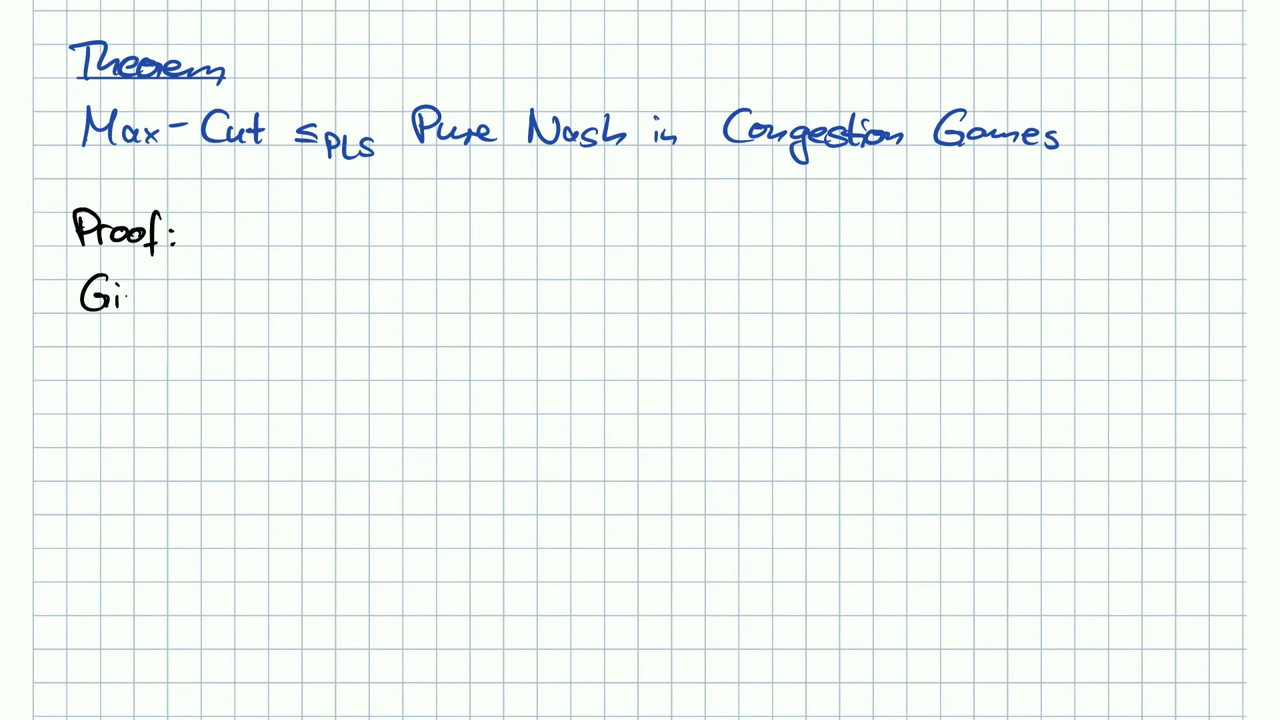 Theorem
Max-Cut ≤PLS Pure Nash in Congestion Games
Proof:
Gi